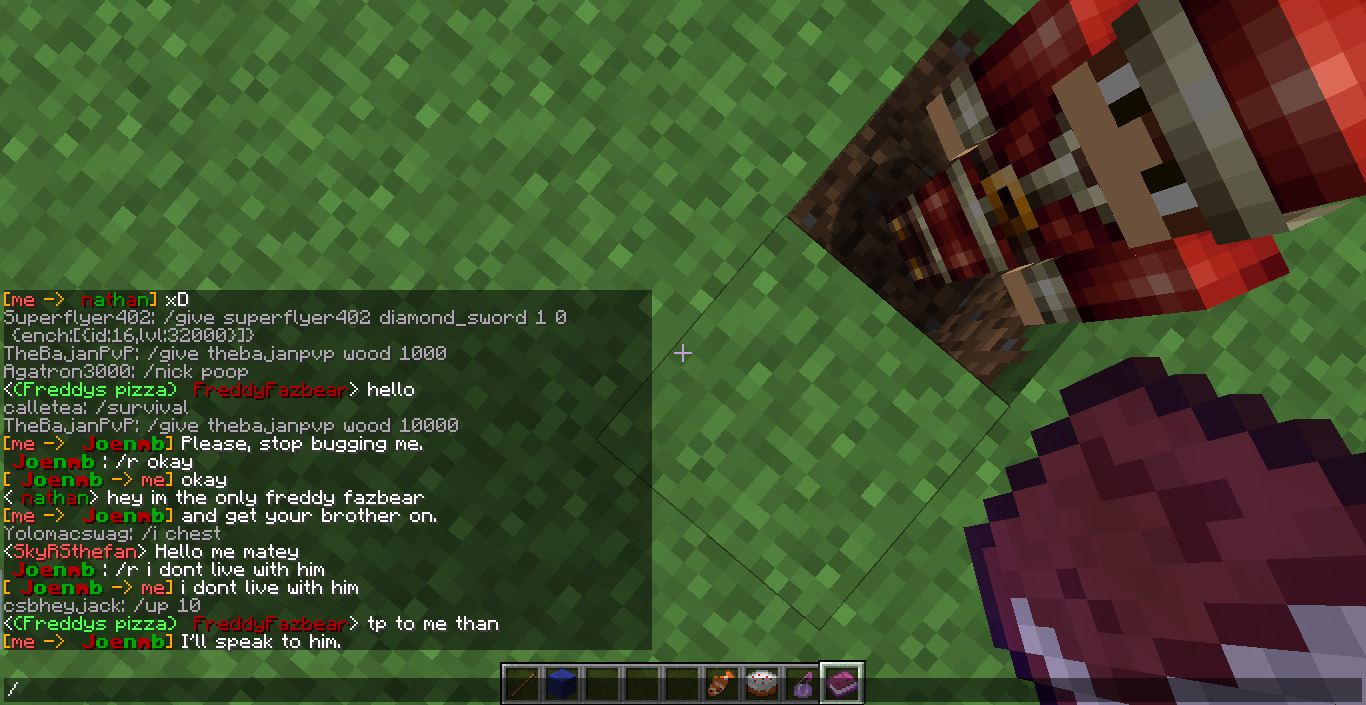 [me -> nathan] xD
Superflyer402: /give superflyer402 diamond_sword 1 0
{ench:[{id:16,lvl:32000}]}
TheBajanPvP: /give thebajanpvp wood 1000
Agatron3000: /nick poop
<(Freddys pizza) FreddyFazbear> hello
calletea: /survival
TheBajanPvP: /give thebajanpvp wood 10000
[me -> Joenmb] Please, stop bugging me.
Joenmb : /r okay
[ Joenmb -> me] okay
< nathan> hey im the only freddy fazbear
[me -> Joenmb] and get your brother on.
Yolomacswag: /i chest
<SkyRSthefan> Hello me matey
Joenmb : /r i dont live with him
[ Joenmb -> me] i dont live with him
csbheyjack: /up 10
<(Freddys pizza) FreddyFazbear> tp to me than
[me -> Joenmb] I'll speak to him.
/